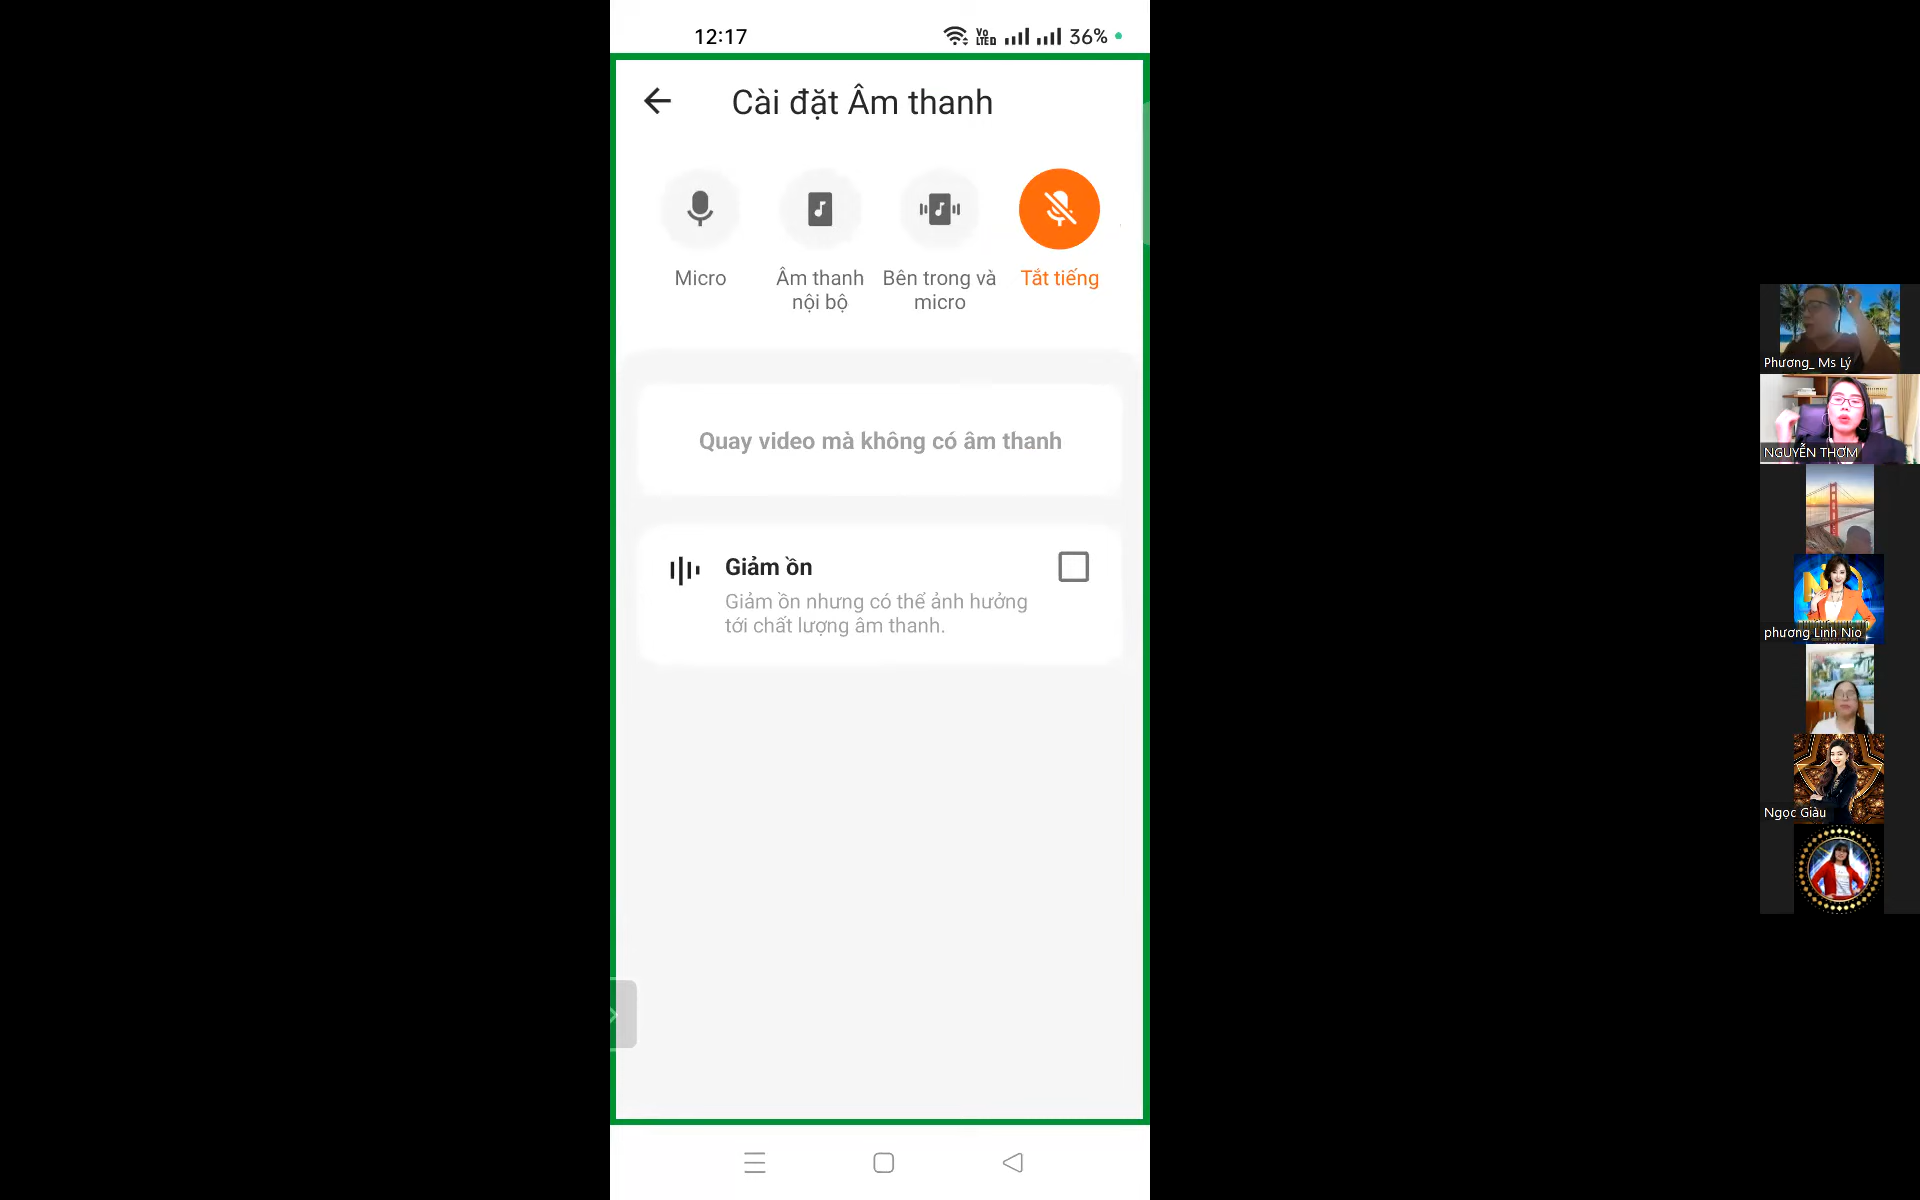 12:17
Vo
LTED
36%
Cài đặt Âm thanh
Micro
Âm thanh
nội bộ
Bên trong và
micro
Tắt tiếng
Quay video mà không có âm thanh
Giảm ồn
Giảm ồn nhưng có thể ảnh hưởng
tới chất lượng âm thanh.
Phương_ Ms Lý
NGUYỄN THƠM
phương Linh Nio
Ngọc Giàu